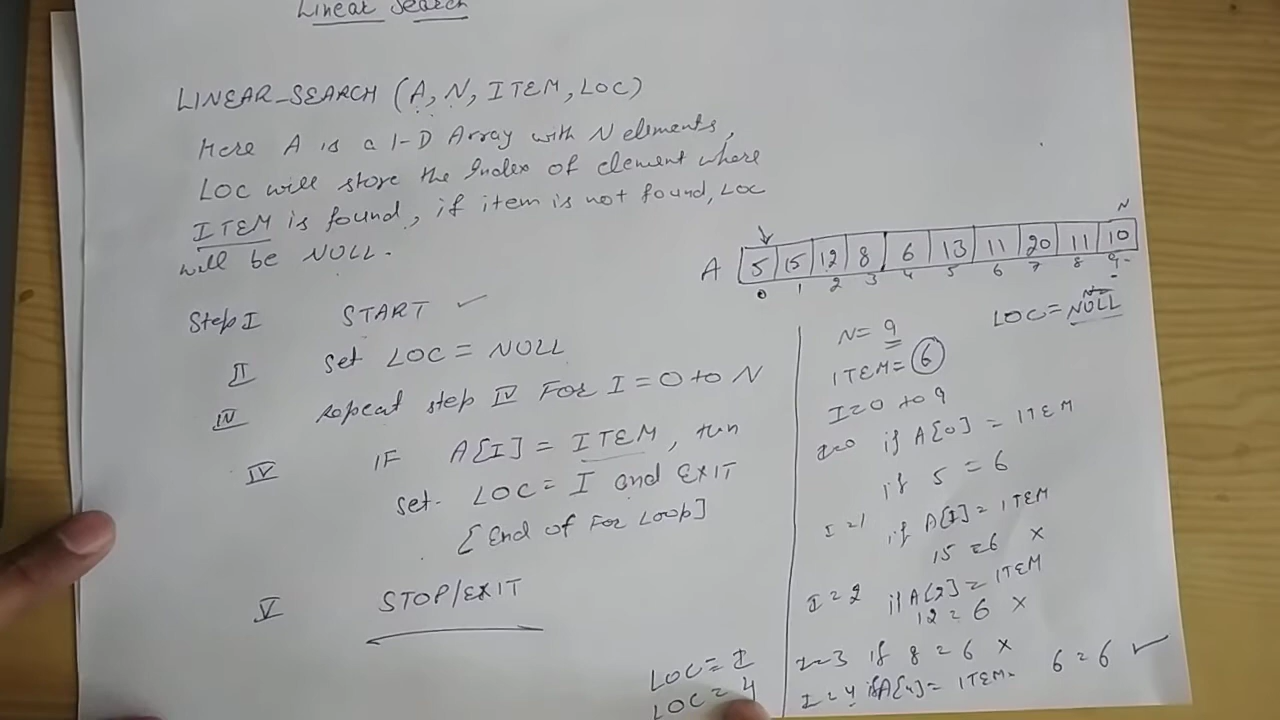 Linear Search
LINEAR_SEARCH (A, N, ITEM, LOC)
Here A is a 1-D Array with N elements,
LOC will store the Index of element where
ITEM is found, if item is not found, LOC
will be NULL.
Step I START ✓
II Set LOC = NULL
IV Repeat step IV For I = 0 to N
IV IF A[I] = ITEM, then
Set. LOC = I and EXIT
[End of For Loop]
V STOP/EXIT
LOC = I
LOC = 4
N
A 5 15 12 8 6 13 11 20 11 10
0 1 2 3 4 5 6 7 8 9
LOC = NULL
N = 9
ITEM = 6
I = 0 to 9
I=0 if A[0] = ITEM
if 5 = 6
I = 1 if A[1] = ITEM
15 = 6 x
I = 2 if A[2] = ITEM
12 = 6 x
I=3 if 8 = 6 x
I = 4 if A[4] = ITEM = 6 = 6 ✓